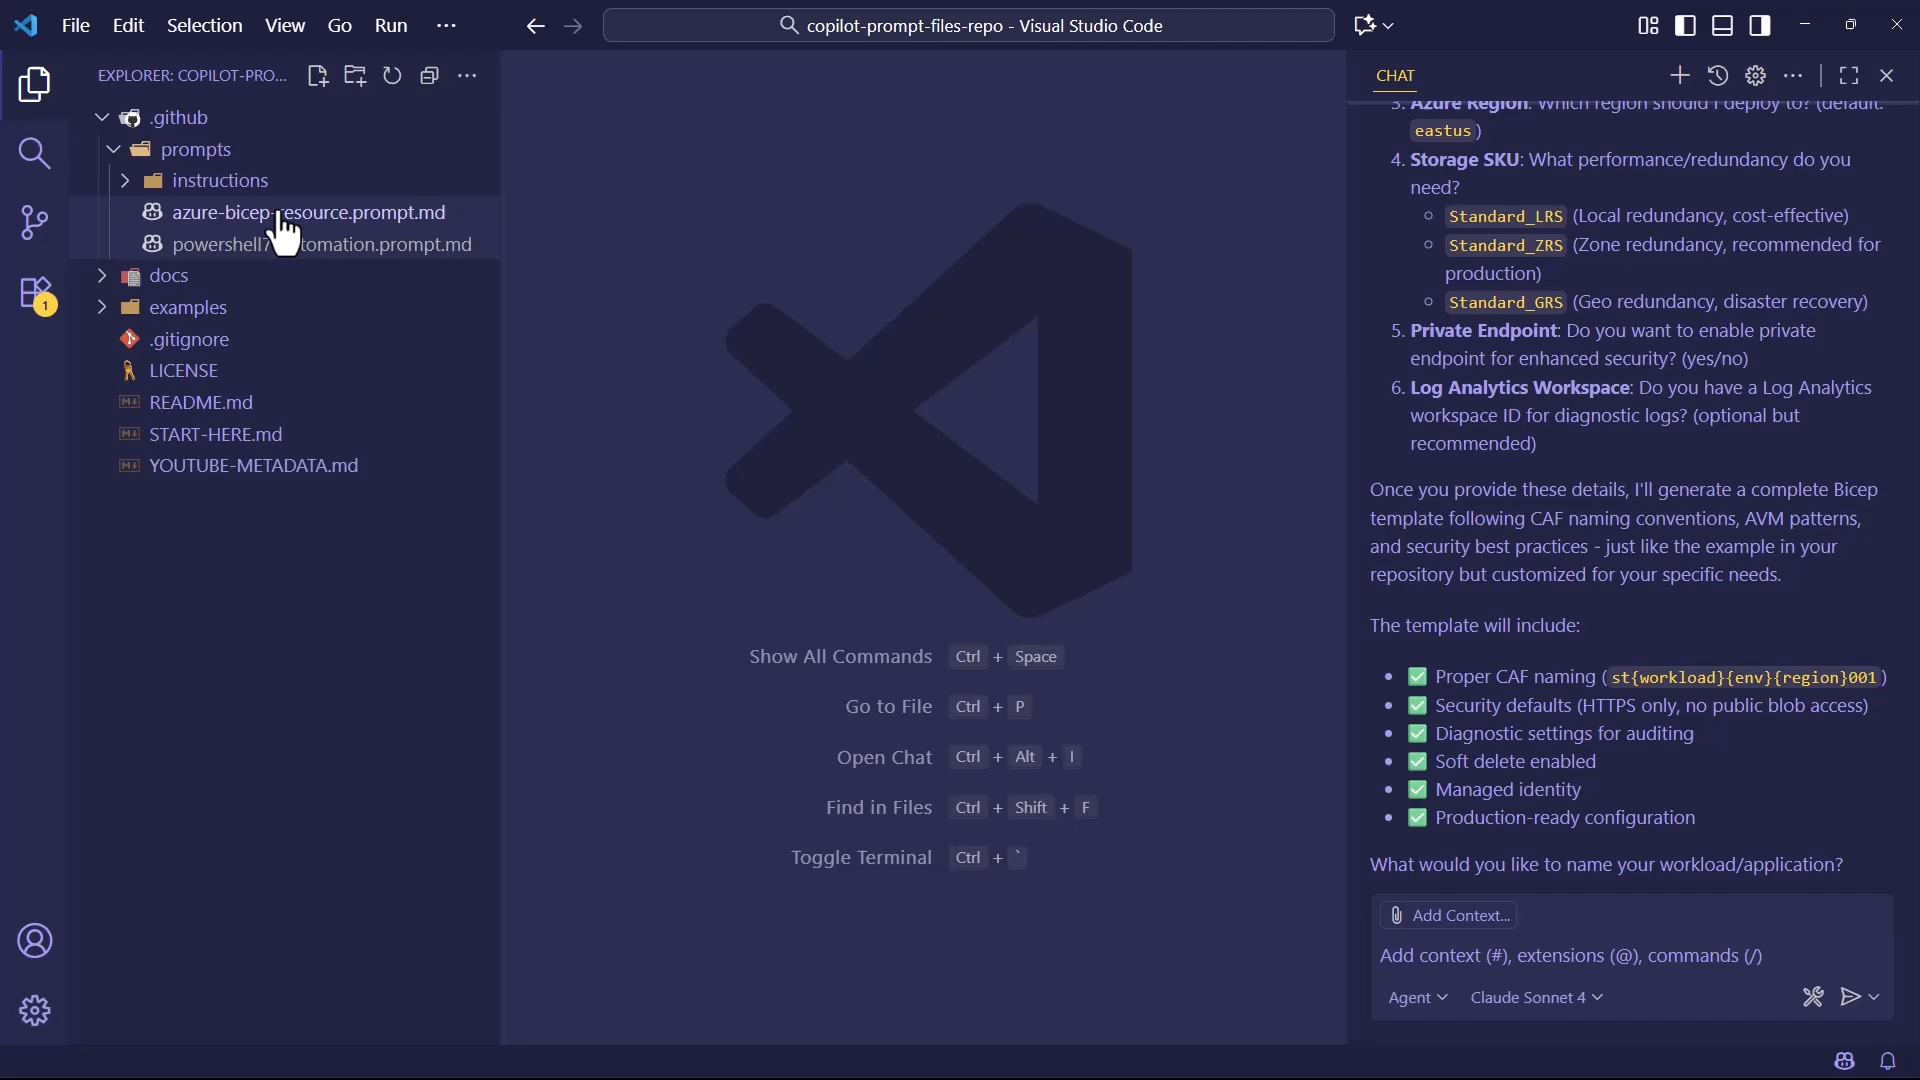 File Edit Selection View Go Run
copilot-prompt-files-repo - Visual Studio Code
EXPLORER: COPILOT-PRO...
.github
prompts
instructions
azure-bicep-resource.prompt.md
powershell7 tomation.prompt.md
docs
examples
.gitignore
LICENSE
README.md
START-HERE.md
YOUTUBE-METADATA.md
1
Show All Commands Ctrl + Space
Go to File Ctrl + P
Open Chat Ctrl + Alt + I
Find in Files Ctrl + Shift + F
Toggle Terminal Ctrl + `
CHAT
3. Azure Region: Which region should I deploy to? (default:
eastus)
4. Storage SKU: What performance/redundancy do you
need?
Standard_LRS (Local redundancy, cost-effective)
Standard_ZRS (Zone redundancy, recommended for
production)
Standard_GRS (Geo redundancy, disaster recovery)
5. Private Endpoint: Do you want to enable private
endpoint for enhanced security? (yes/no)
6. Log Analytics Workspace: Do you have a Log Analytics
workspace ID for diagnostic logs? (optional but
recommended)
Once you provide these details, I'll generate a complete Bicep
template following CAF naming conventions, AVM patterns,
and security best practices - just like the example in your
repository but customized for your specific needs.
The template will include:
• ✅ Proper CAF naming (st{workload}{env}{region}001)
• ✅ Security defaults (HTTPS only, no public blob access)
• ✅ Diagnostic settings for auditing
• ✅ Soft delete enabled
• ✅ Managed identity
• ✅ Production-ready configuration
What would you like to name your workload/application?
Add Context...
Add context (#), extensions (@), commands (/)
Agent Claude Sonnet 4